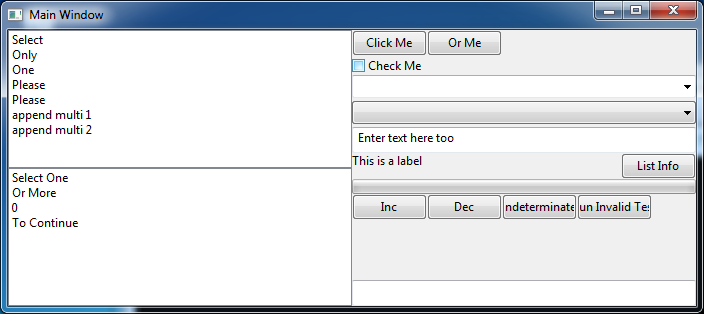 Main Window
Select
Only
One
Please
Please
append multi 1
append multi 2
Select One
Or More
0
To Continue
Click Me
Or Me
Check Me
Enter text here too
This is a label
List Info
Inc
Dec
ndeterminate
un Invalid Tes